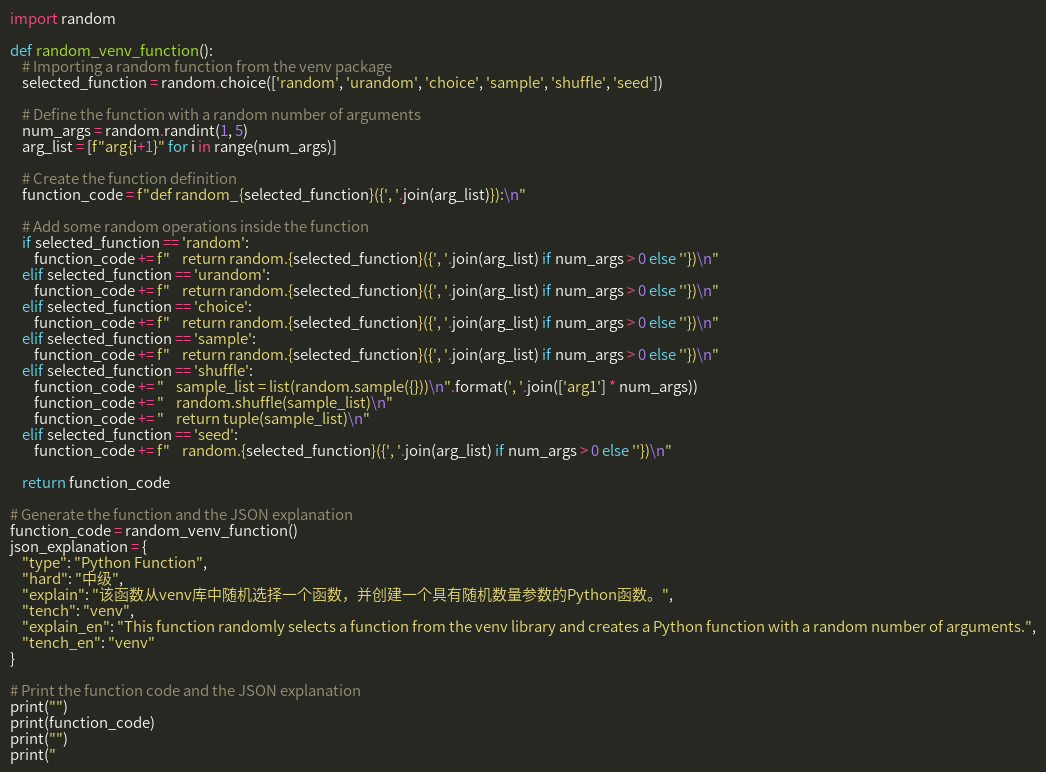 import random

def random_venv_function():
    # Importing a random function from the venv package
    selected_function = random.choice(['random', 'urandom', 'choice', 'sample', 'shuffle', 'seed'])

    # Define the function with a random number of arguments
    num_args = random.randint(1, 5)
    arg_list = [f"arg{i+1}" for i in range(num_args)]

    # Create the function definition
    function_code = f"def random_{selected_function}({', '.join(arg_list)}):\n"

    # Add some random operations inside the function
    if selected_function == 'random':
        function_code += f"    return random.{selected_function}({', '.join(arg_list) if num_args > 0 else ''})\n"
    elif selected_function == 'urandom':
        function_code += f"    return random.{selected_function}({', '.join(arg_list) if num_args > 0 else ''})\n"
    elif selected_function == 'choice':
        function_code += f"    return random.{selected_function}({', '.join(arg_list) if num_args > 0 else ''})\n"
    elif selected_function == 'sample':
        function_code += f"    return random.{selected_function}({', '.join(arg_list) if num_args > 0 else ''})\n"
    elif selected_function == 'shuffle':
        function_code += "    sample_list = list(random.sample({}))\n".format(', '.join(['arg1'] * num_args))
        function_code += "    random.shuffle(sample_list)\n"
        function_code += "    return tuple(sample_list)\n"
    elif selected_function == 'seed':
        function_code += f"    random.{selected_function}({', '.join(arg_list) if num_args > 0 else ''})\n"

    return function_code

# Generate the function and the JSON explanation
function_code = random_venv_function()
json_explanation = {
    "type": "Python Function",
    "hard": "中级",
    "explain": "该函数从venv库中随机选择一个函数，并创建一个具有随机数量参数的Python函数。",
    "tench": "venv",
    "explain_en": "This function randomly selects a function from the venv library and creates a Python function with a random number of arguments.",
    "tench_en": "venv"
}

# Print the function code and the JSON explanation
print("")
print(function_code)
print("")
print("